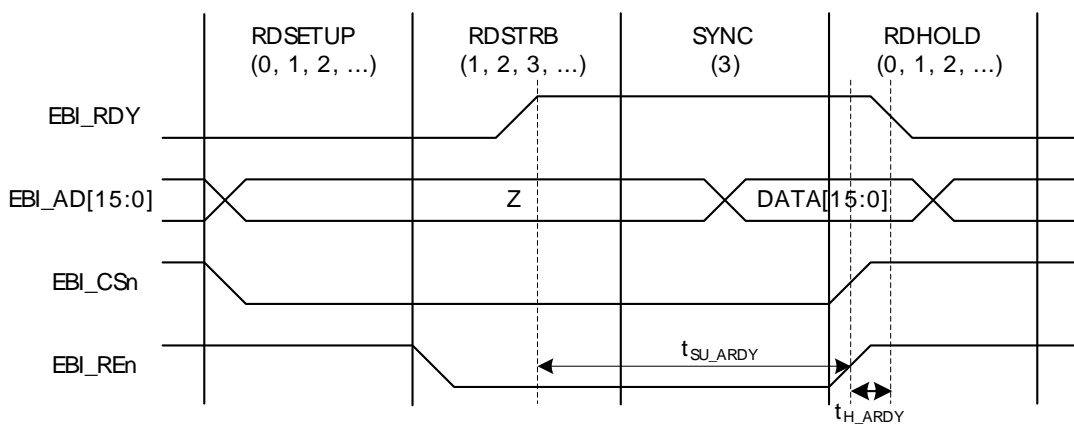 RDSETUP RDSTRB SYNC RDHOLD
(0, 1, 2, ...) (1, 2, 3, ...) (3) (0, 1, 2, ...)
EBI_RDY
EBI_AD[15:0] Z DATA[15:0]
EBI_CSn
EBI_REn tSU_ARDY
tH_ARDY